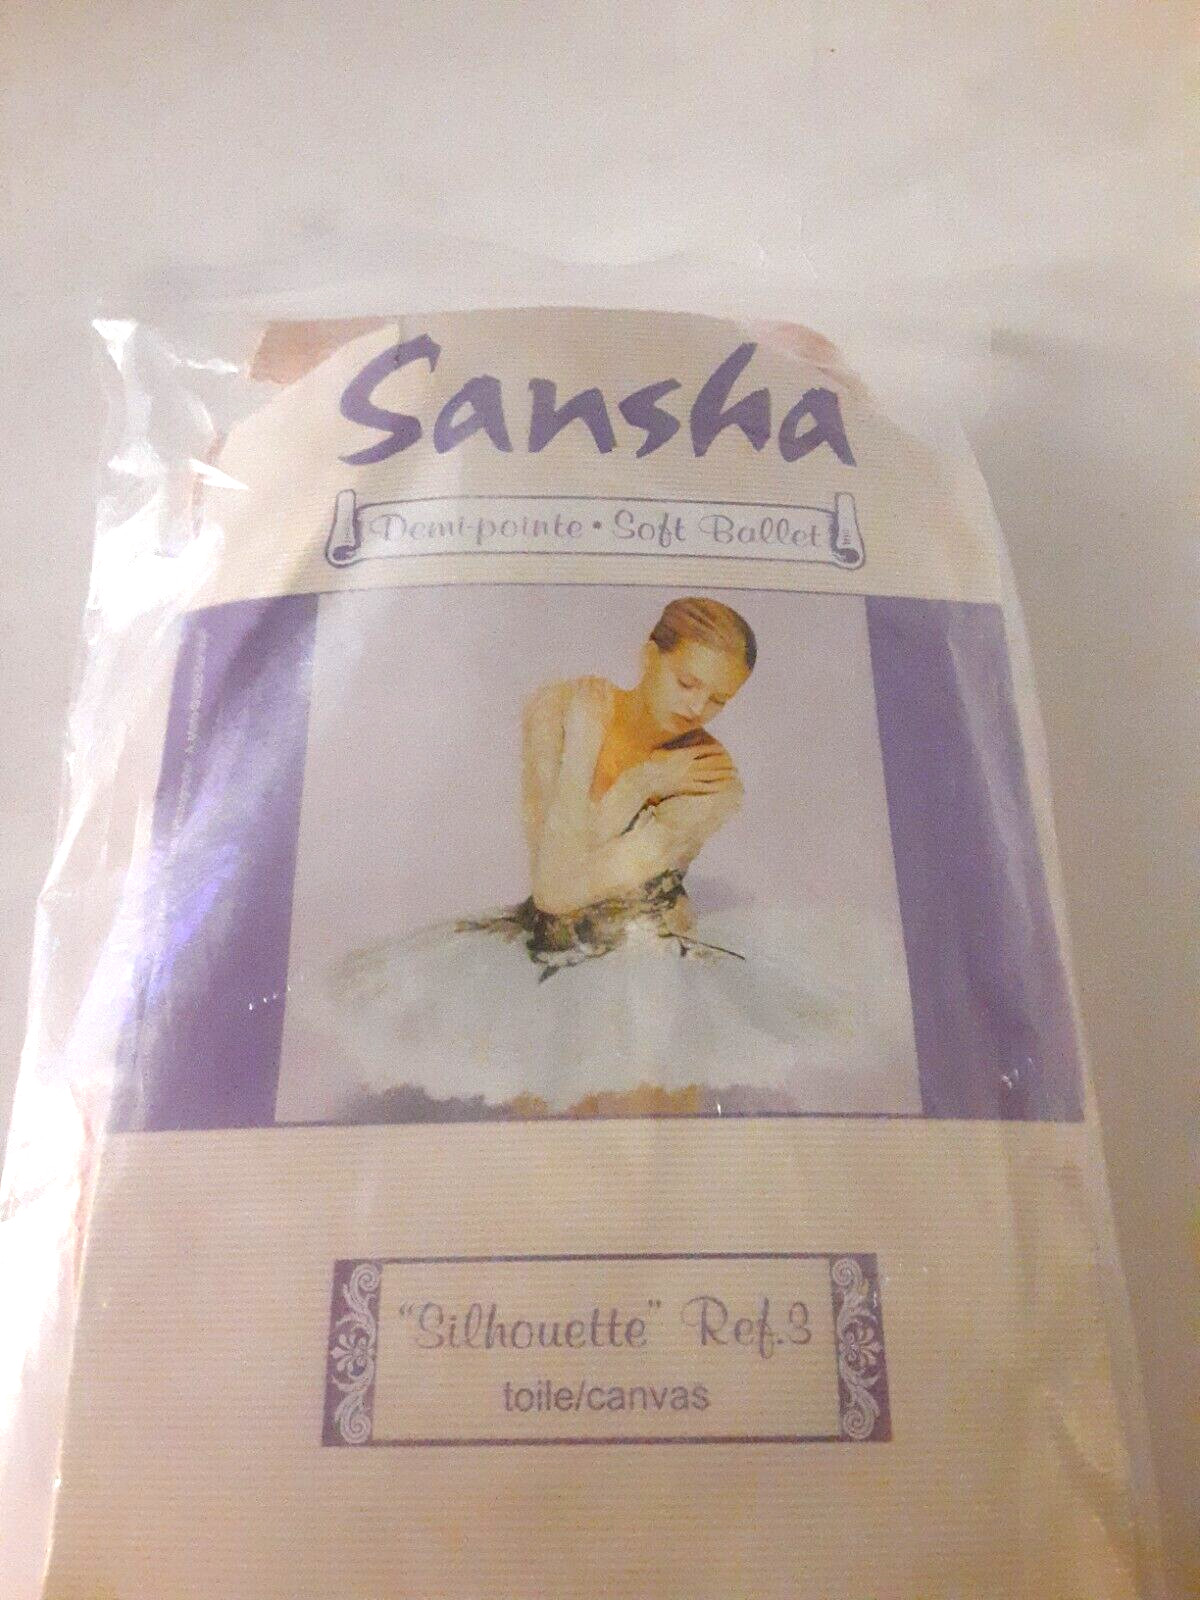 Sansha
Demi-pointe • Soft Ballet
“Silhouette” Ref.3
toile/canvas